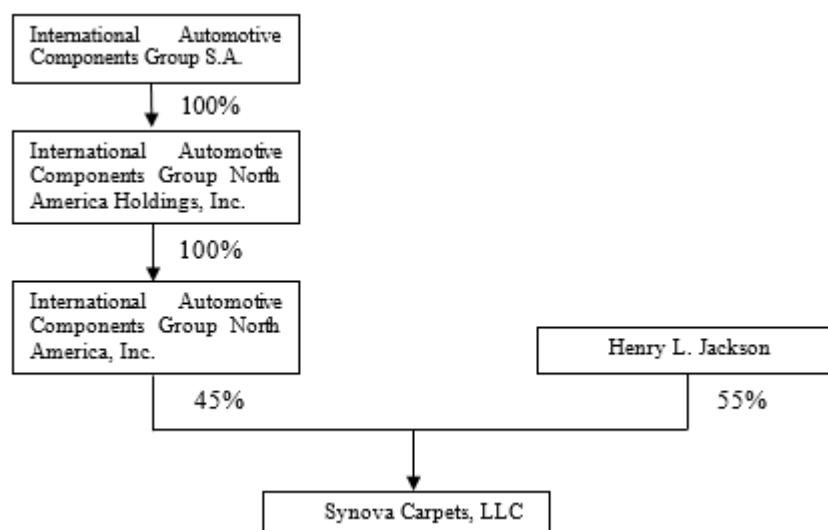 International Automotive
Components Group S.A.
100%
International Automotive
Components Group North
America Holdings, Inc.
100%
International Automotive
Components Group North
America, Inc.
Henry L. Jackson
45%
55%
Synova Carpets, LLC